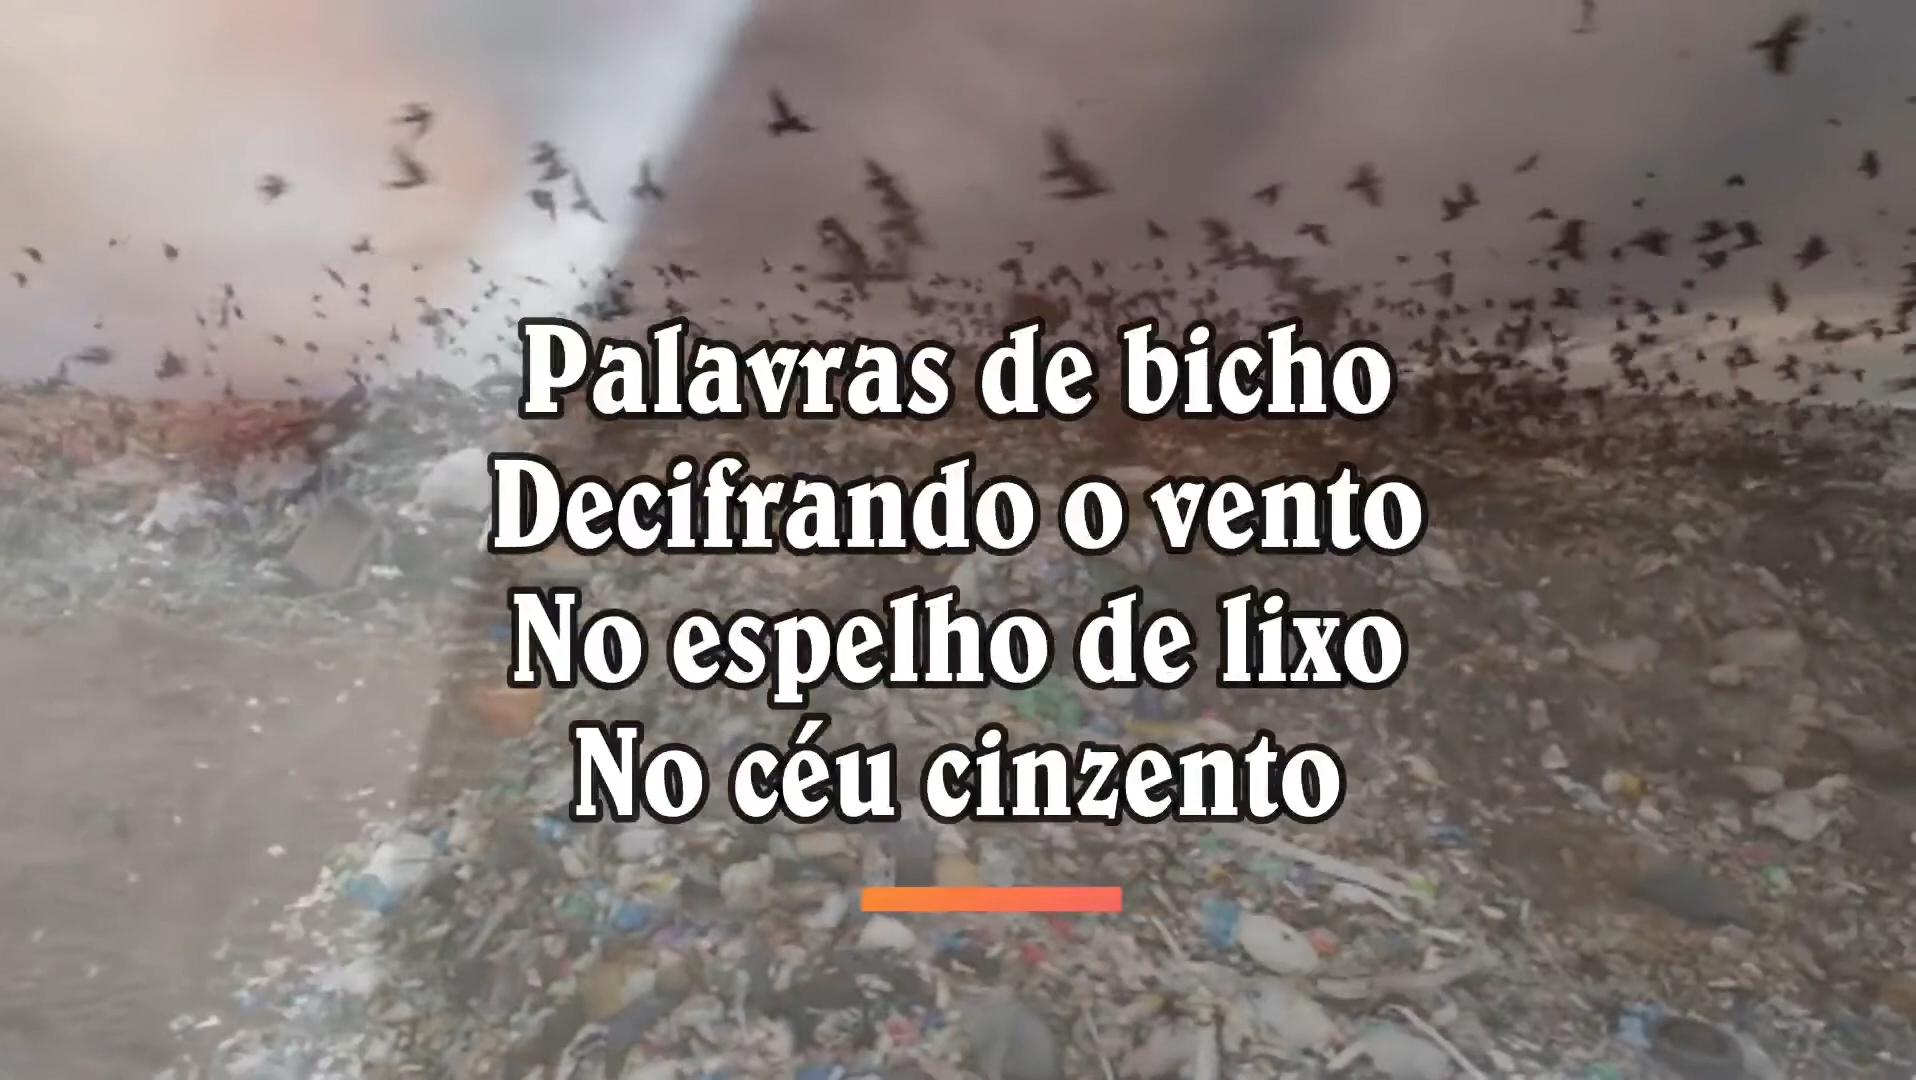 Palavras de bicho
Decifrando o vento
No espelho de lixo
No céu cinzento